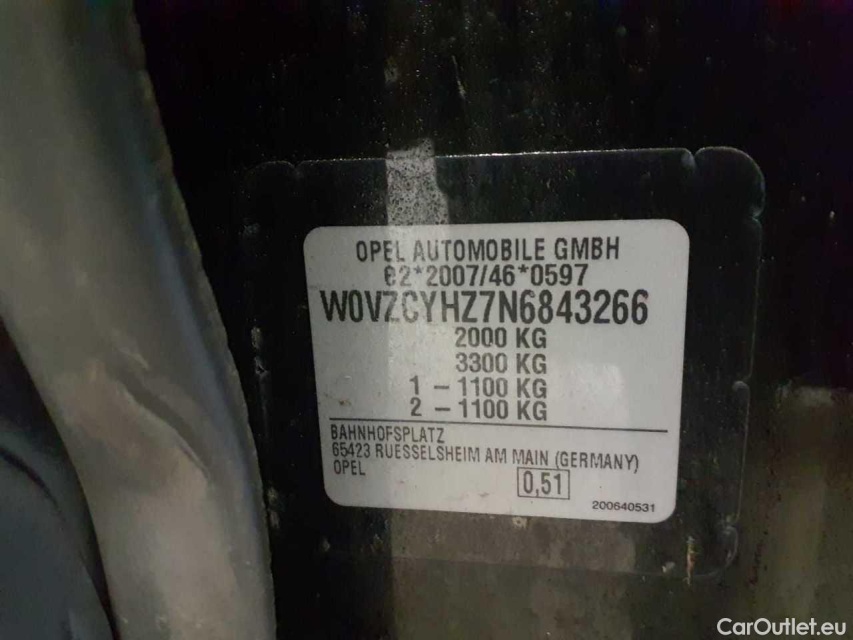 OPEL AUTOMOBILE GMBH
e2*2007/46*0597
W0VZCYHZ7N6843266
2000 KG
3300 KG
1 - 1100 KG
2 - 1100 KG
BAHNHOFSPLATZ
65423 RUESSELSHEIM AM MAIN (GERMANY)
OPEL
0,51
200640531
CarOutlet.eu